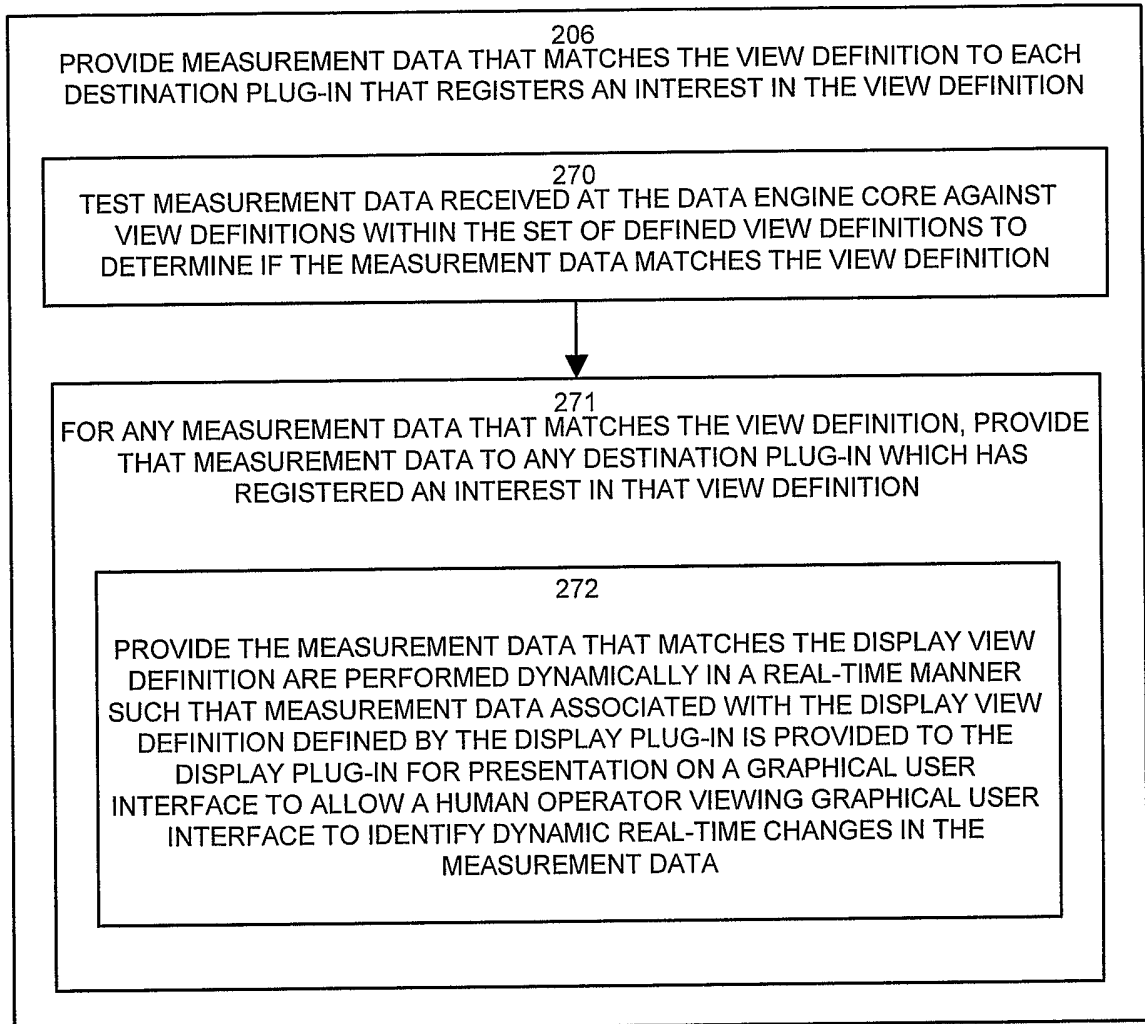 206
PROVIDE MEASUREMENT DATA THAT MATCHES THE VIEW DEFINITION TO EACH
DESTINATION PLUG-IN THAT REGISTERS AN INTEREST IN THE VIEW DEFINITION
270
TEST MEASUREMENT DATA RECEIVED AT THE DATA ENGINE CORE AGAINST
VIEW DEFINITIONS WITHIN THE SET OF DEFINED VIEW DEFINITIONS TO
DETERMINE IF THE MEASUREMENT DATA MATCHES THE VIEW DEFINITION
271
FOR ANY MEASUREMENT DATA THAT MATCHES THE VIEW DEFINITION, PROVIDE
THAT MEASUREMENT DATA TO ANY DESTINATION PLUG-IN WHICH HAS
REGISTERED AN INTEREST IN THAT VIEW DEFINITION
272
PROVIDE THE MEASUREMENT DATA THAT MATCHES THE DISPLAY VIEW
DEFINITION ARE PERFORMED DYNAMICALLY IN A REAL-TIME MANNER
SUCH THAT MEASUREMENT DATA ASSOCIATED WITH THE DISPLAY VIEW
DEFINITION DEFINED BY THE DISPLAY PLUG-IN IS PROVIDED TO THE
DISPLAY PLUG-IN FOR PRESENTATION ON A GRAPHICAL USER
INTERFACE TO ALLOW A HUMAN OPERATOR VIEWING GRAPHICAL USER
INTERFACE TO IDENTIFY DYNAMIC REAL-TIME CHANGES IN THE
MEASUREMENT DATA